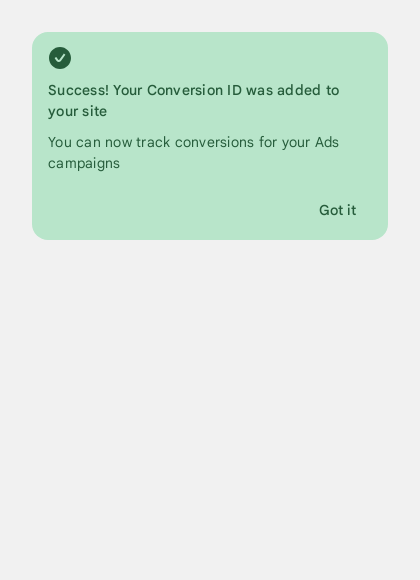 Success! Your Conversion ID was added to
your site
You can now track conversions for your Ads
campaigns
Got it